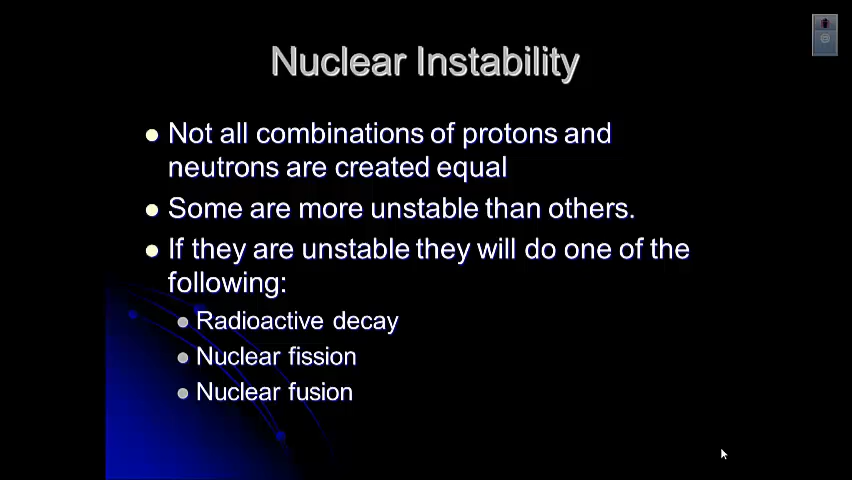 Nuclear Instability
Not all combinations of protons and
neutrons are created equal
Some are more unstable than others.
If they are unstable they will do one of the
following:
Radioactive decay
Nuclear fission
Nuclear fusion